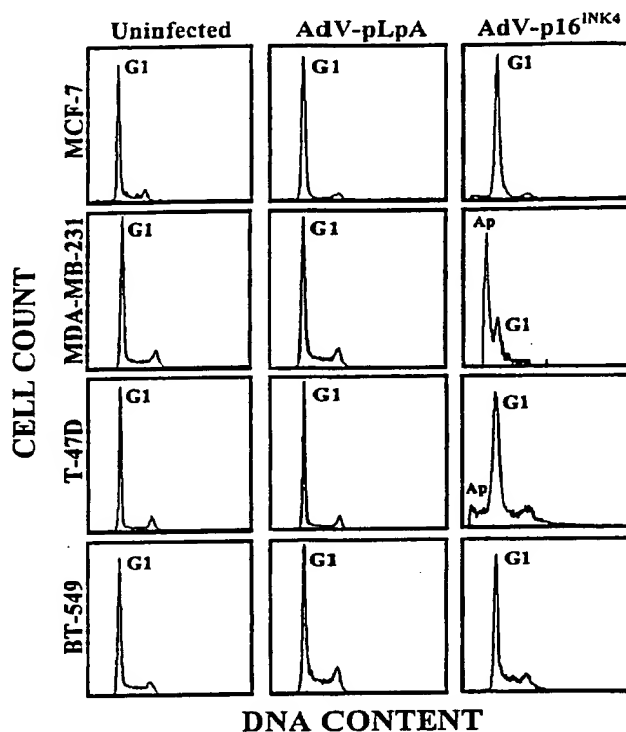 Uninfected AdV-pLpA AdV-p16INK4
CELL COUNT
MCF-7
G1 G1 G1
MDA-MB-231
G1 G1 Ap G1
T-47D
G1 G1 Ap G1
BT-549
G1 G1 G1
DNA CONTENT